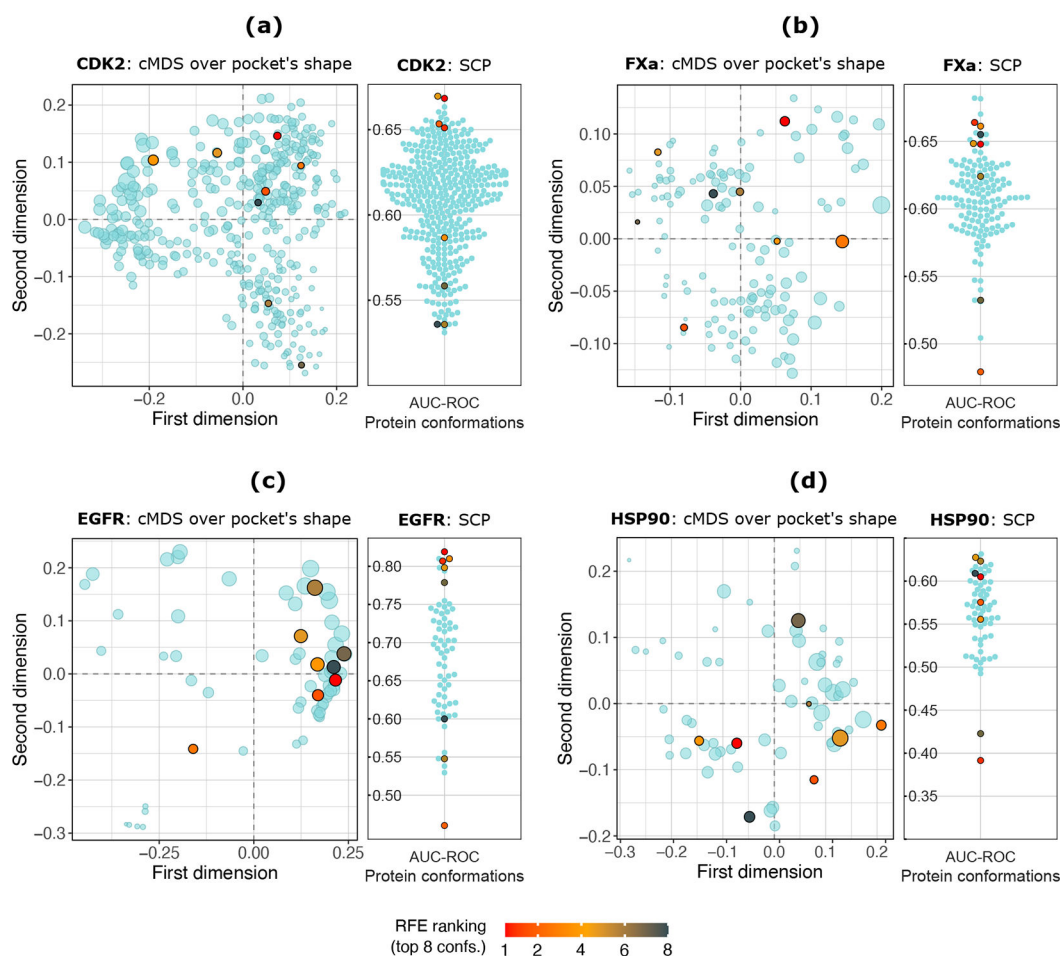 (a)
CDK2: cMDS over pocket's shape
CDK2: SCP
Second dimension
0.2
0.1
0.0
−0.1
−0.2
−0.2
0.0
0.2
First dimension
0.65
0.60
0.55
AUC-ROC
Protein conformations
(b)
FXa: cMDS over pocket's shape
FXa: SCP
Second dimension
0.10
0.05
0.00
−0.05
−0.10
−0.1
0.0
0.1
0.2
First dimension
0.65
0.60
0.55
0.50
AUC-ROC
Protein conformations
(c)
EGFR: cMDS over pocket's shape
EGFR: SCP
Second dimension
0.2
0.1
0.0
−0.1
−0.2
−0.3
−0.25
0.00
0.25
First dimension
0.80
0.75
0.70
0.65
0.60
0.55
0.50
AUC-ROC
Protein conformations
(d)
HSP90: cMDS over pocket's shape
HSP90: SCP
Second dimension
0.2
0.1
0.0
−0.1
−0.2
−0.3
−0.2
−0.1
0.0
0.1
0.2
First dimension
0.60
0.55
0.50
0.45
0.40
0.35
AUC-ROC
Protein conformations
RFE ranking
(top 8 confs.)
1 2 4 6 8